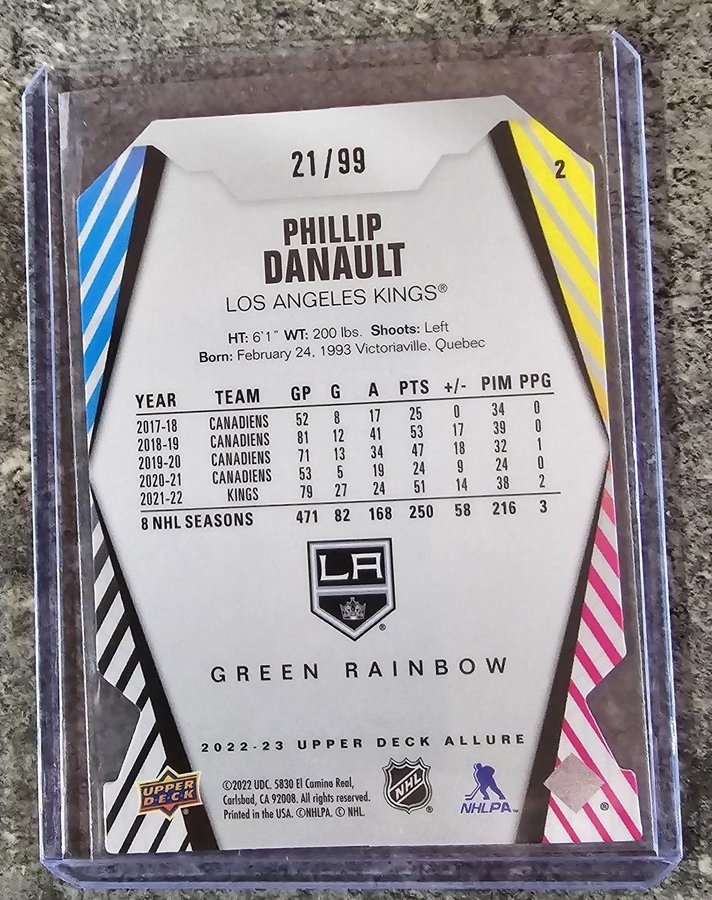 21/99
2
PHILLIP
DANAULT
LOS ANGELES KINGS®
HT: 6'1" WT: 200 lbs. Shoots: Left
Born: February 24, 1993 Victoriaville, Quebec
YEAR TEAM GP G A PTS +/- PIM PPG
2017-18 CANADIENS 52 8 17 25 0 34 0
2018-19 CANADIENS 81 12 41 53 17 39 0
2019-20 CANADIENS 71 13 34 47 18 32 1
2020-21 CANADIENS 53 5 19 24 9 24 0
2021-22 KINGS 79 27 24 51 14 38 2
8 NHL SEASONS 471 82 168 250 58 216 3
LA
®
GREEN RAINBOW
2022-23 UPPER DECK ALLURE
UPPER
DECK
®
©2022 UDC. 5830 El Camino Real,
Carlsbad, CA 92008. All rights reserved.
Printed in the USA. ©NHLPA. © NHL.
NHL
®
NHLPA™
®